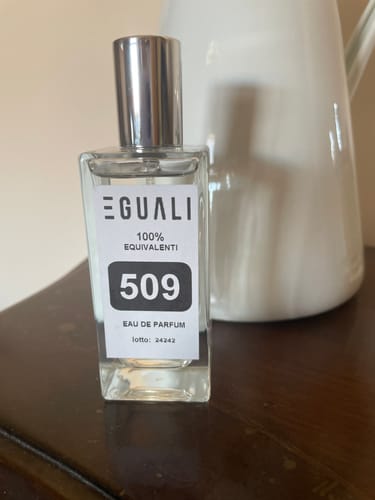 EGUALI
100%
EQUIVALENTI
509
EAU DE PARFUM
lotto: 24242